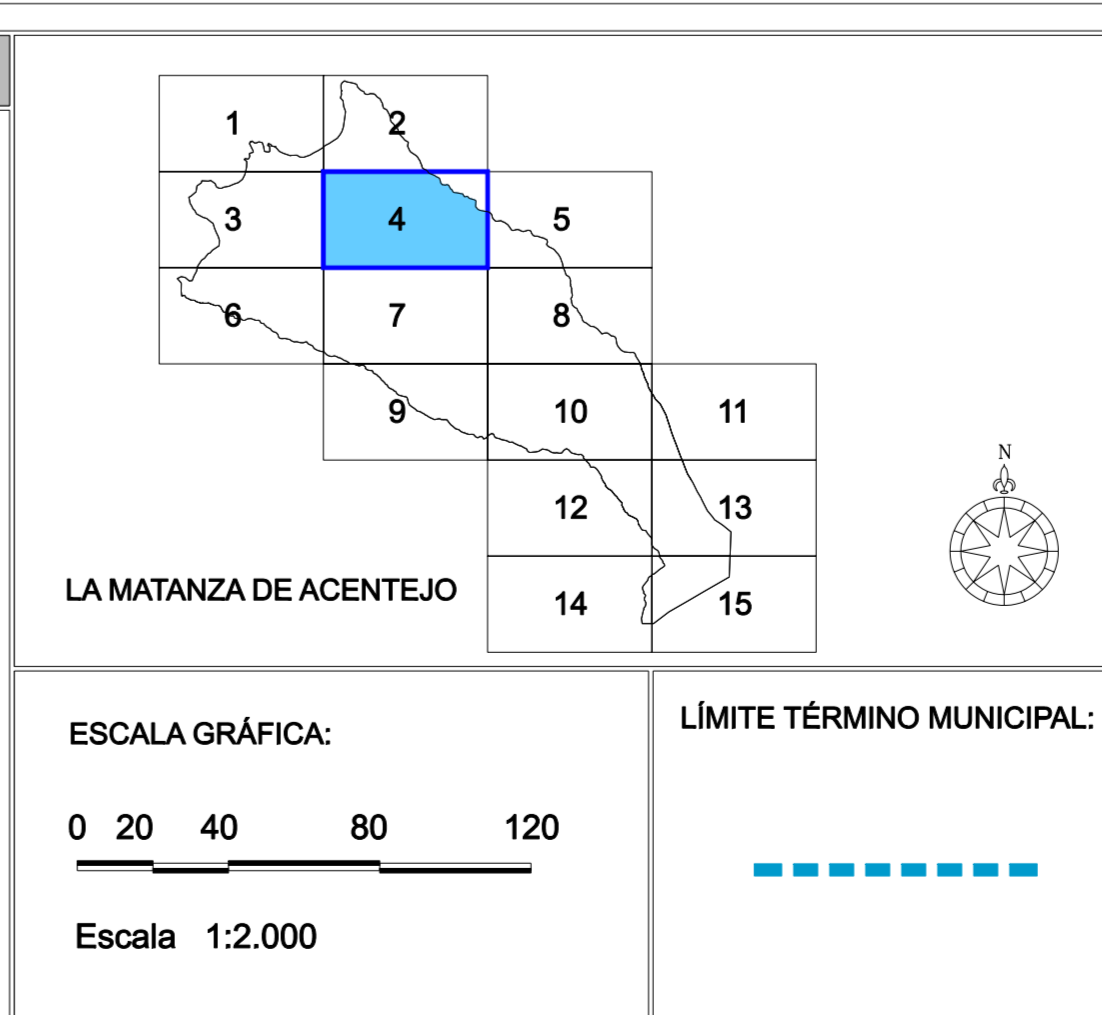 1 2
3 4 5
6 7 8
9 10 11
N
12 13
LA MATANZA DE ACENTEJO
14 15
ESCALA GRÁFICA:
0 20 40 80 120
Escala 1:2.000
LÍMITE TÉRMINO MUNICIPAL: